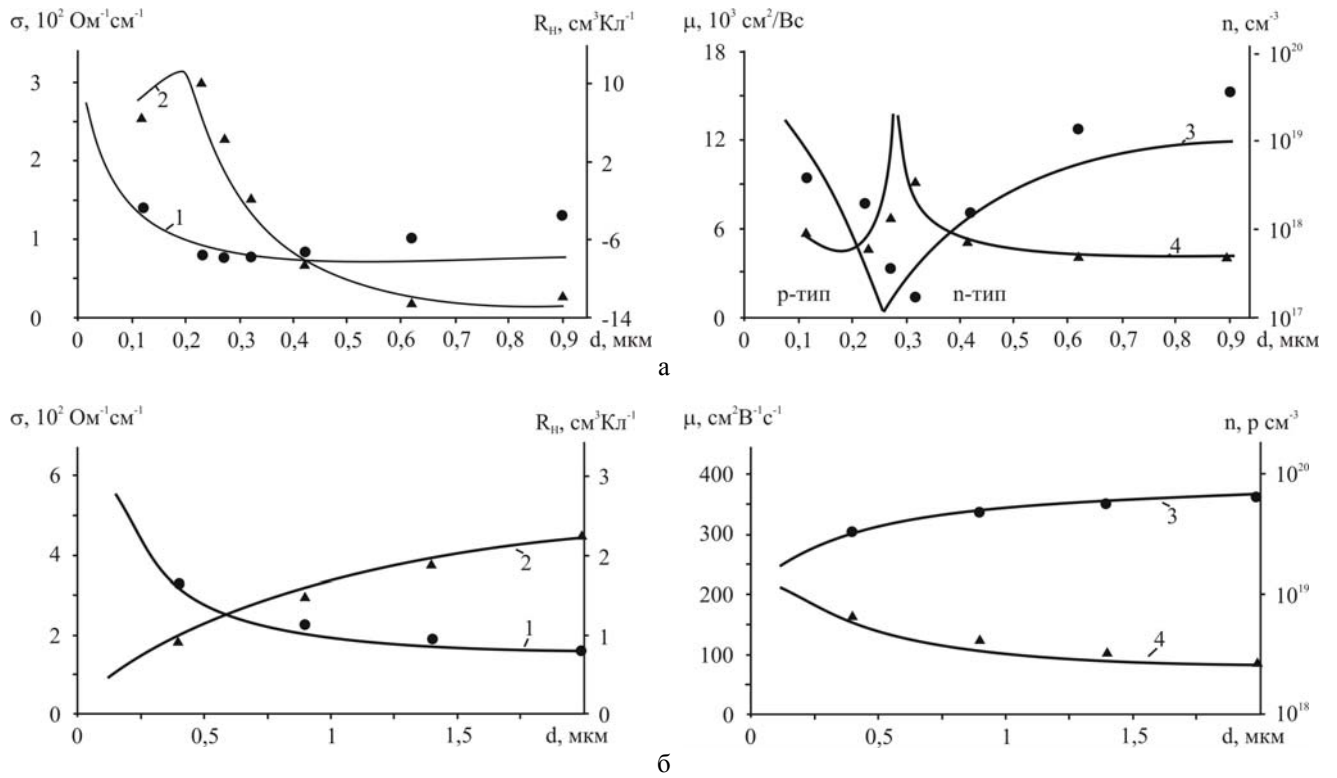 σ, 10² Ом⁻¹см⁻¹ R_H, см³Кл⁻¹
3 10
2 2
1 -6
0 -14
2
1
0 0,1 0,2 0,3 0,4 0,5 0,6 0,7 0,8 0,9
d, мкм
μ, 10³ см²/Вс n, см⁻³
18 10²⁰
12 10¹⁹
6 10¹⁸
0 10¹⁷
3
4
p-тип n-тип
0,1 0,2 0,3 0,4 0,5 0,6 0,7 0,8 0,9
d, мкм
а
σ, 10² Ом⁻¹см⁻¹ R_H, см³Кл⁻¹
6 3
4 2
2 1
0 0
2
1
0 0,5 1 1,5 d, мкм
μ, см²В⁻¹с⁻¹ n, p см⁻³
400 10²⁰
350
300
250
200 10¹⁹
150
100
0 10¹⁸
3
4
0,5 1 1,5 d, мкм
б